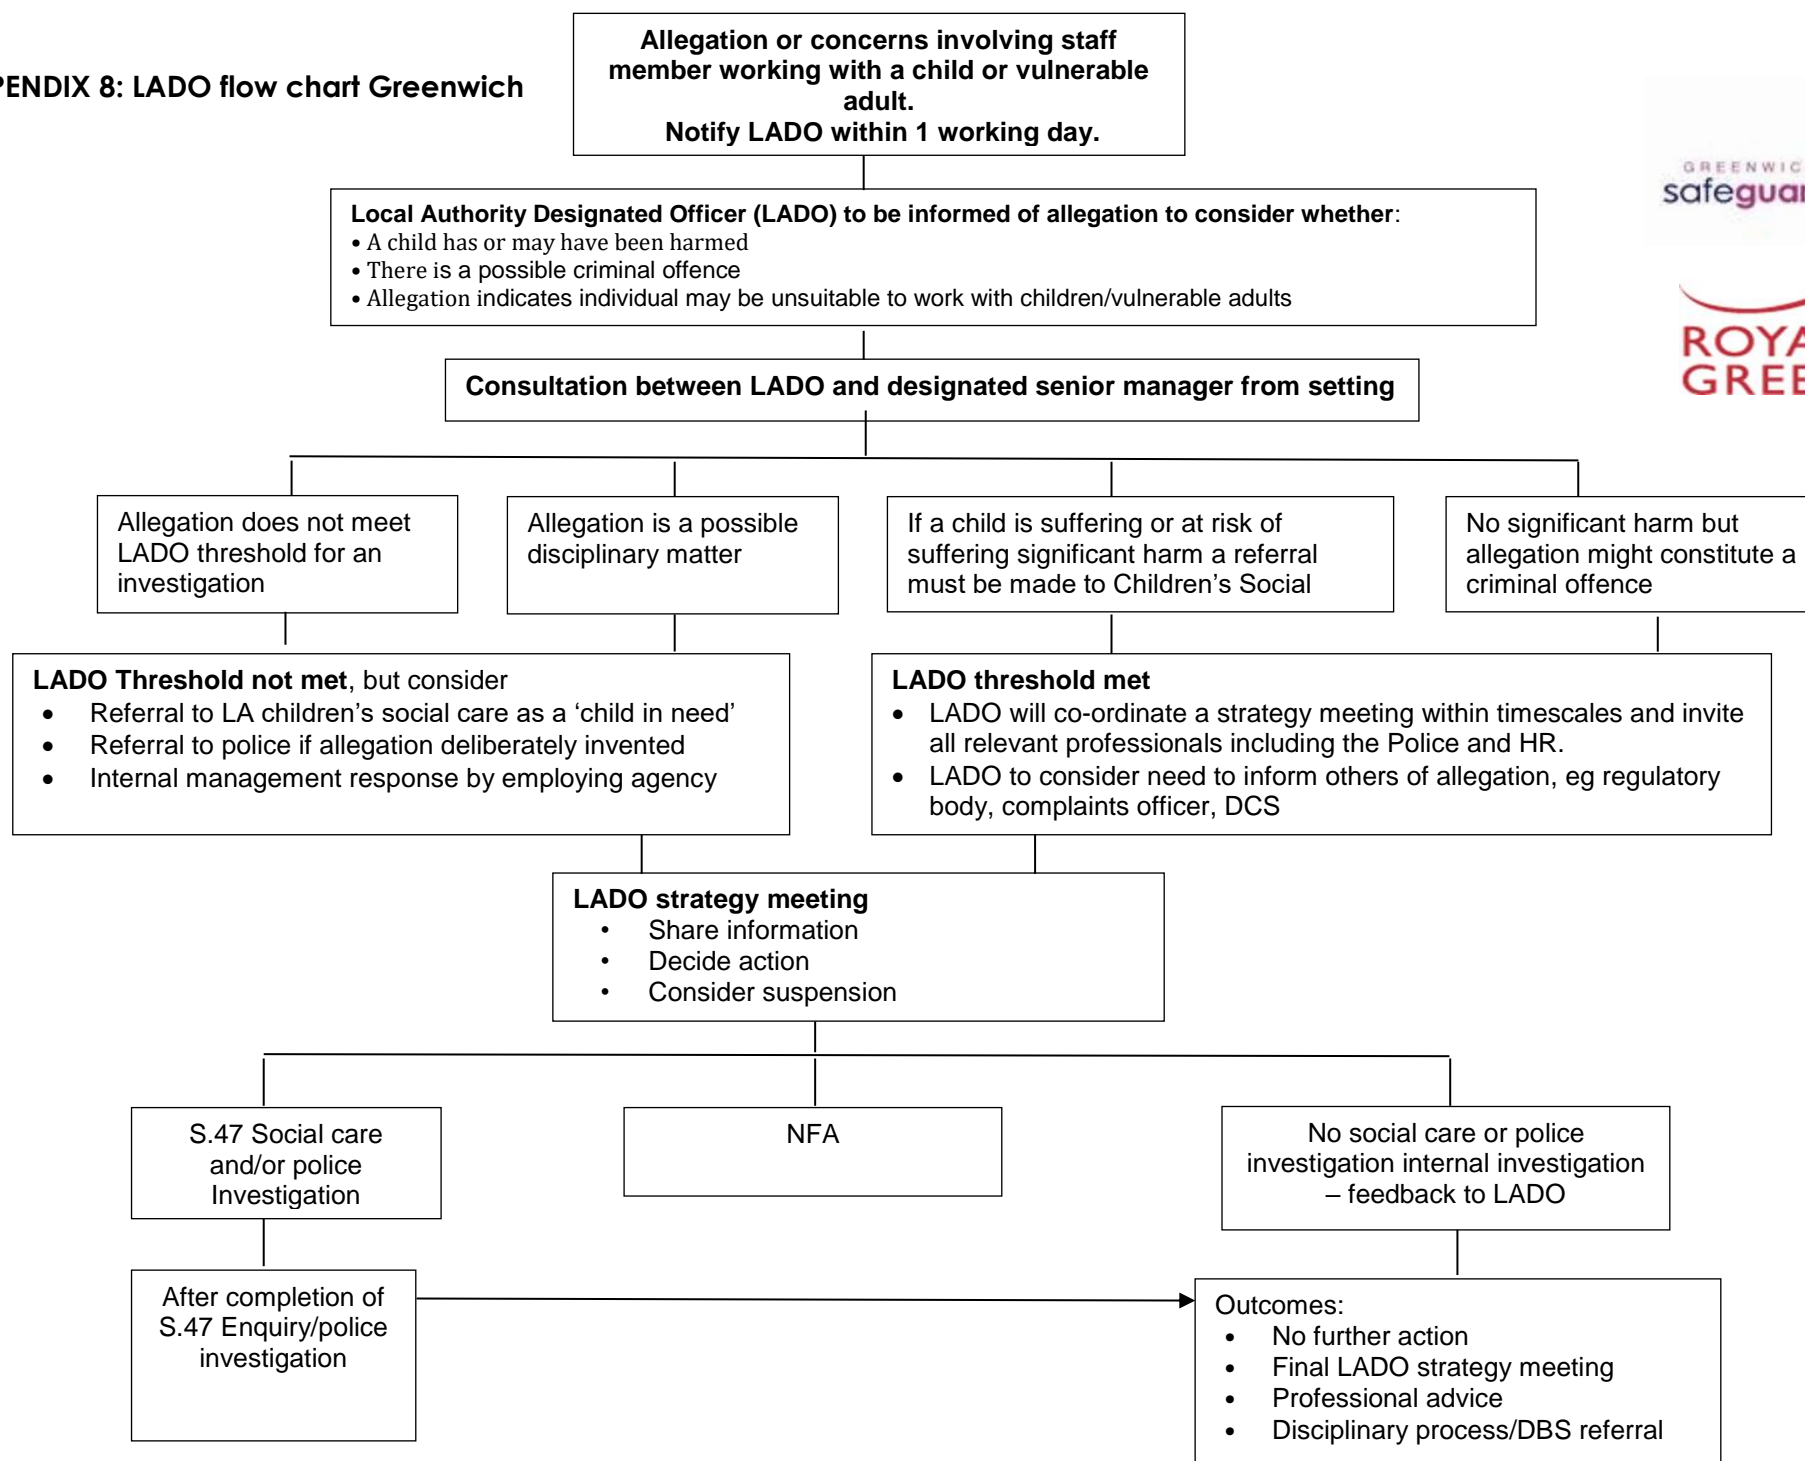 PENDIX 8: LADO flow chart Greenwich
Allegation or concerns involving staff
member working with a child or vulnerable
adult.
Notify LADO within 1 working day.
GREENWIC
safeguar
ROYA
GREE
Local Authority Designated Officer (LADO) to be informed of allegation to consider whether:
• A child has or may have been harmed
• There is a possible criminal offence
• Allegation indicates individual may be unsuitable to work with children/vulnerable adults
Consultation between LADO and designated senior manager from setting
Allegation does not meet
LADO threshold for an
investigation
Allegation is a possible
disciplinary matter
If a child is suffering or at risk of
suffering significant harm a referral
must be made to Children’s Social
No significant harm but
allegation might constitute a
criminal offence
LADO Threshold not met, but consider
• Referral to LA children’s social care as a ‘child in need’
• Referral to police if allegation deliberately invented
• Internal management response by employing agency
LADO threshold met
• LADO will co-ordinate a strategy meeting within timescales and invite
all relevant professionals including the Police and HR.
• LADO to consider need to inform others of allegation, eg regulatory
body, complaints officer, DCS
LADO strategy meeting
• Share information
• Decide action
• Consider suspension
S.47 Social care
and/or police
Investigation
NFA
No social care or police
investigation internal investigation
– feedback to LADO
After completion of
S.47 Enquiry/police
investigation
Outcomes:
• No further action
• Final LADO strategy meeting
• Professional advice
• Disciplinary process/DBS referral